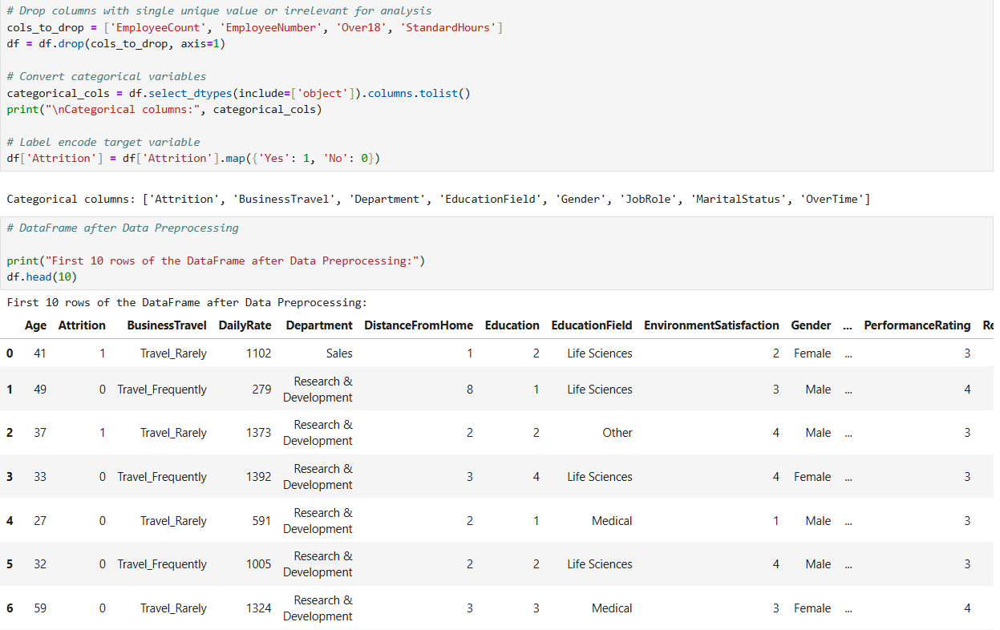 # Drop columns with single unique value or irrelevant for analysis
cols_to_drop = ['EmployeeCount', 'EmployeeNumber', 'Over18', 'StandardHours']
df = df.drop(cols_to_drop, axis=1)
# Convert categorical variables
categorical_cols = df.select_dtypes(include=['object']).columns.tolist()
print("\nCategorical columns:", categorical_cols)
# Label encode target variable
df['Attrition'] = df['Attrition'].map({'Yes': 1, 'No': 0})
Categorical columns: ['Attrition', 'BusinessTravel', 'Department', 'EducationField', 'Gender', 'JobRole', 'MaritalStatus', 'OverTime']
# DataFrame after Data Preprocessing
print("First 10 rows of the DataFrame after Data Preprocessing:")
df.head(10)
First 10 rows of the DataFrame after Data Preprocessing:
Age Attrition BusinessTravel DailyRate Department DistanceFromHome Education EducationField EnvironmentSatisfaction Gender ... PerformanceRating Re
0 41 1 Travel_Rarely 1102 Sales 1 2 Life Sciences 2 Female ... 3
1 49 0 Travel_Frequently 279 Research & Development 8 1 Life Sciences 3 Male ... 4
2 37 1 Travel_Rarely 1373 Research & Development 2 2 Other 4 Male ... 3
3 33 0 Travel_Frequently 1392 Research & Development 3 4 Life Sciences 4 Female ... 3
4 27 0 Travel_Rarely 591 Research & Development 2 1 Medical 1 Male ... 3
5 32 0 Travel_Frequently 1005 Research & Development 2 2 Life Sciences 4 Male ... 3
6 59 0 Travel_Rarely 1324 Research & Development 3 3 Medical 3 Female ... 4